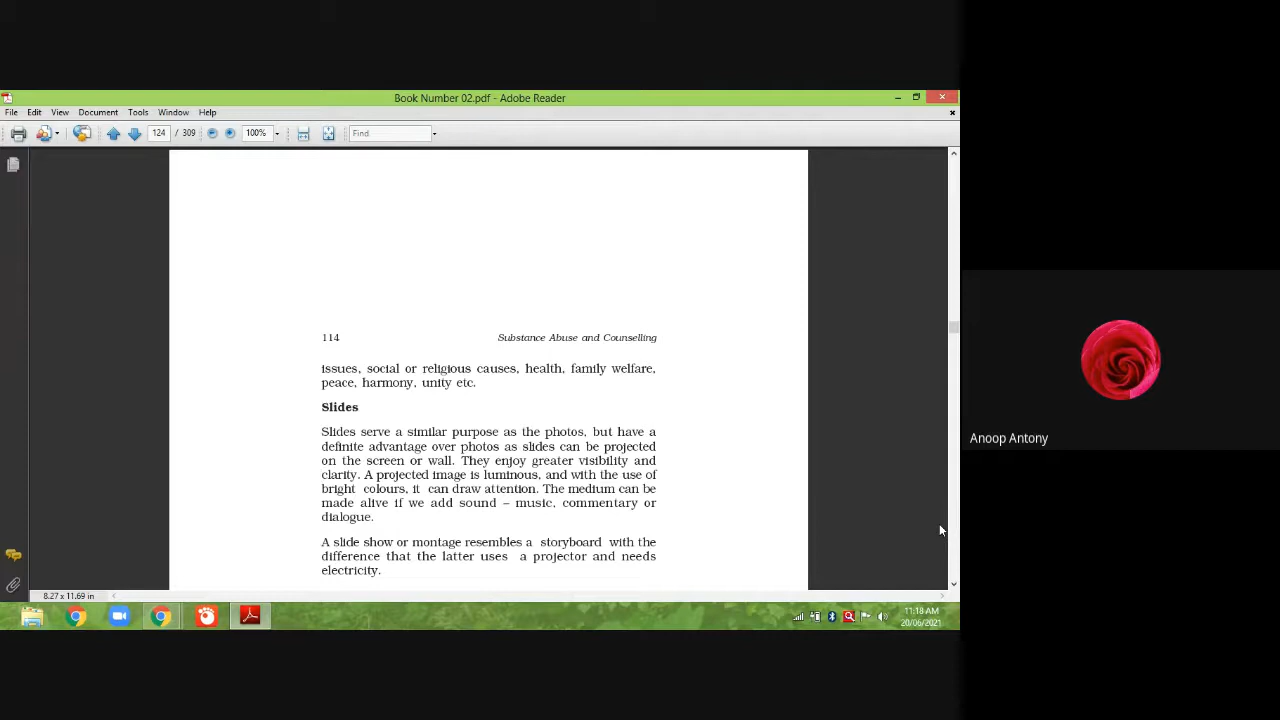 Book Number 02.pdf - Adobe Reader
File Edit View Document Tools Window Help
124 / 309 100% Find
114 Substance Abuse and Counselling
issues, social or religious causes, health, family welfare,
peace, harmony, unity etc.
Slides
Slides serve a similar purpose as the photos, but have a
definite advantage over photos as slides can be projected
on the screen or wall. They enjoy greater visibility and
clarity. A projected image is luminous, and with the use of
bright colours, it can draw attention. The medium can be
made alive if we add sound – music, commentary or
dialogue.
A slide show or montage resembles a storyboard with the
difference that the latter uses a projector and needs
electricity.
8.27 x 11.69 in
11:18 AM
20/06/2021
Anoop Antony